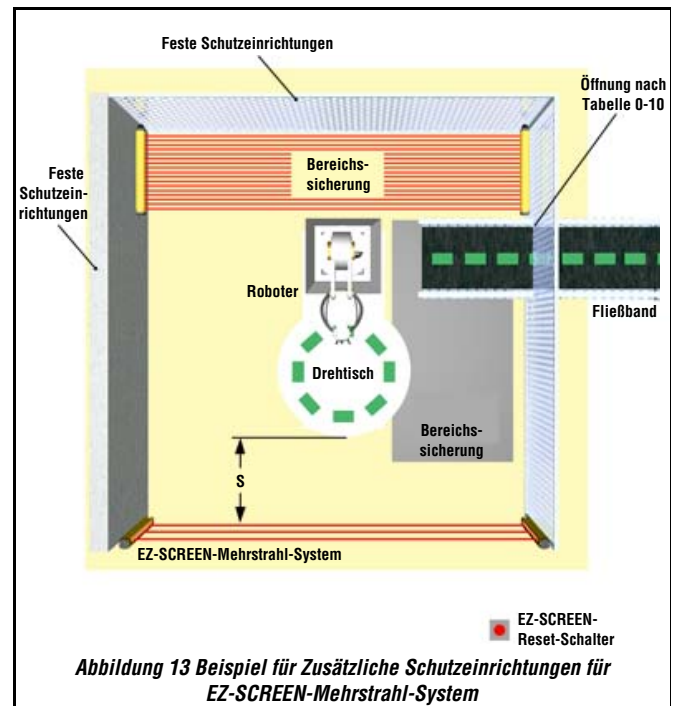 Feste Schutzeinrichtungen
Öffnung nach
Tabelle 0-10
Feste
Schutzein-
richtungen
Bereichs-
sicherung
Roboter
Fließband
Drehtisch
Bereichs-
sicherung
S
EZ-SCREEN-Mehrstrahl-System
EZ-SCREEN-
Reset-Schalter
Abbildung 13 Beispiel für Zusätzliche Schutzeinrichtungen für
EZ-SCREEN-Mehrstrahl-System